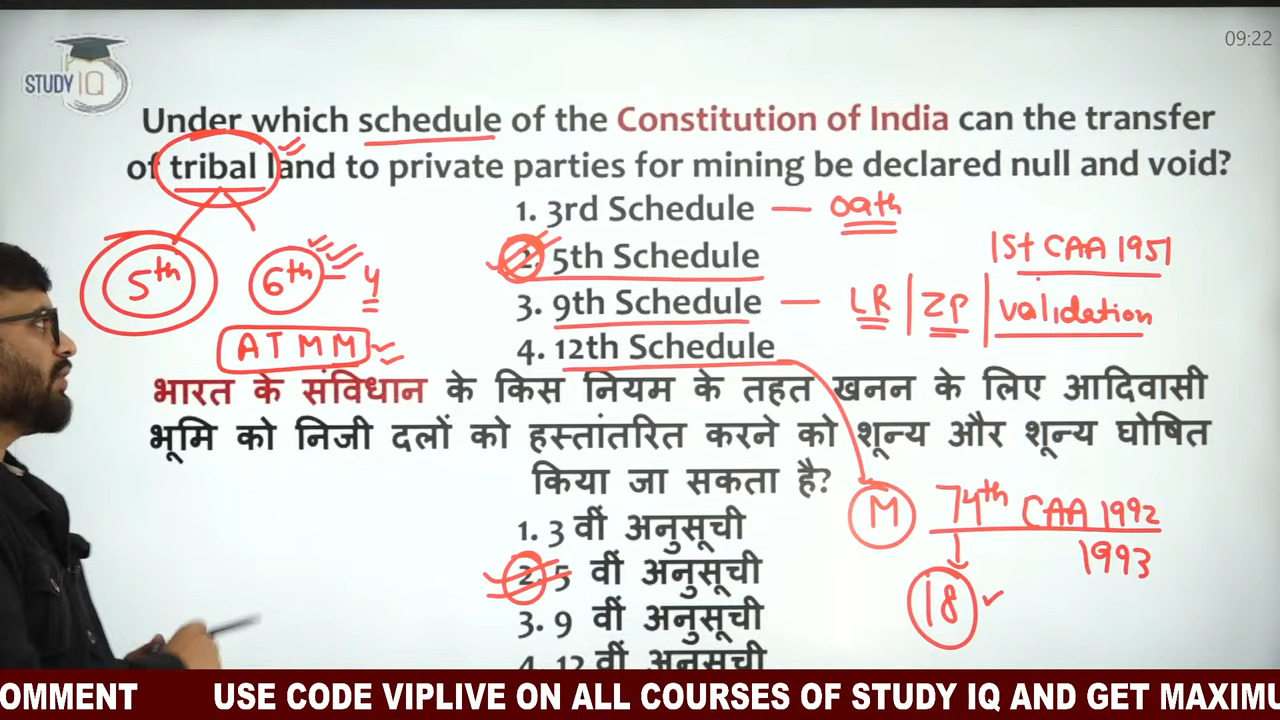 09:22
STUDY IQ
Under which schedule of the Constitution of India can the transfer
of tribal land to private parties for mining be declared null and void?
1. 3rd Schedule — oath
2. 5th Schedule
1st CAA 1951
5th
6th – 4
3. 9th Schedule — LR | ZP | validation
ATMM
4. 12th Schedule
भारत के संविधान के किस नियम के तहत खनन के लिए आदिवासी
भूमि को निजी दलों को हस्तांतरित करने को शून्य और शून्य घोषित
किया जा सकता है?
M 74th CAA 1992
1993
18
1. 3 वीं अनुसूची
2. 5 वीं अनुसूची
3. 9 वीं अनुसूची
4. 12 वीं अनुसूची
OMMENT USE CODE VIPLIVE ON ALL COURSES OF STUDY IQ AND GET MAXIMU